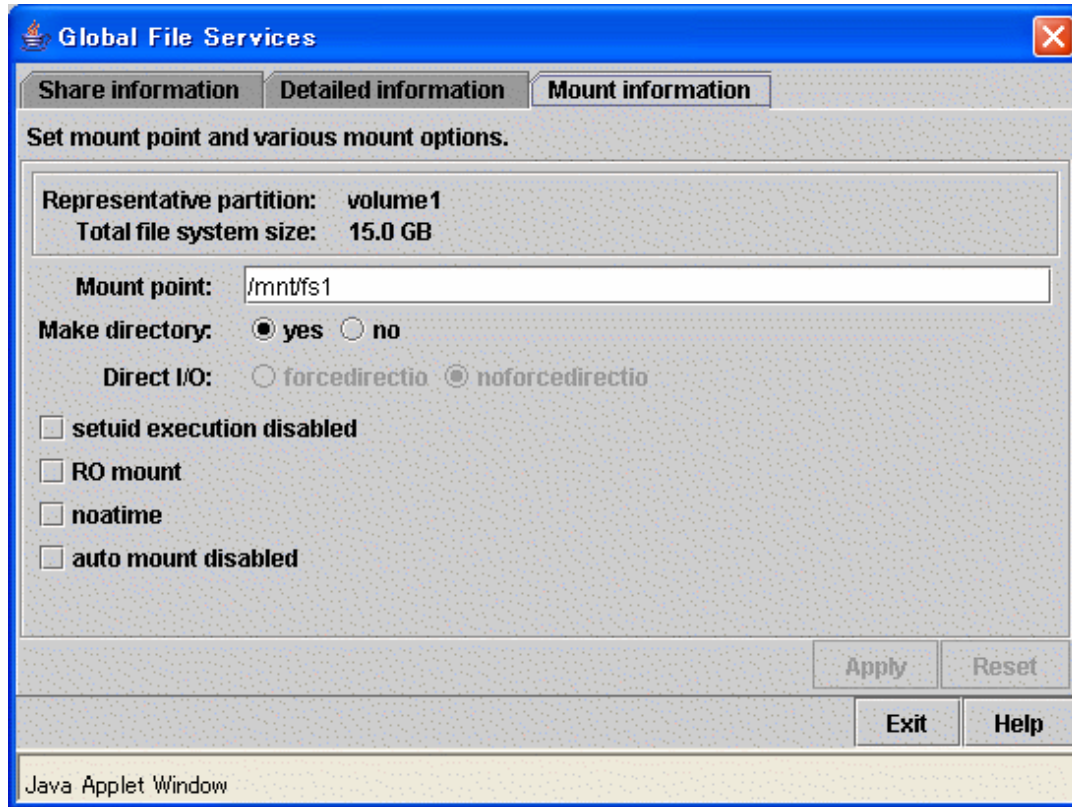 Global File Services
Share information Detailed information Mount information
Set mount point and various mount options.
Representative partition: volume1
Total file system size: 15.0 GB
Mount point: /mnt/fs1
Make directory: yes no
Direct I/O: forcedirectio noforcedirectio
setuid execution disabled
RO mount
noatime
auto mount disabled
Apply Reset
Exit Help
Java Applet Window